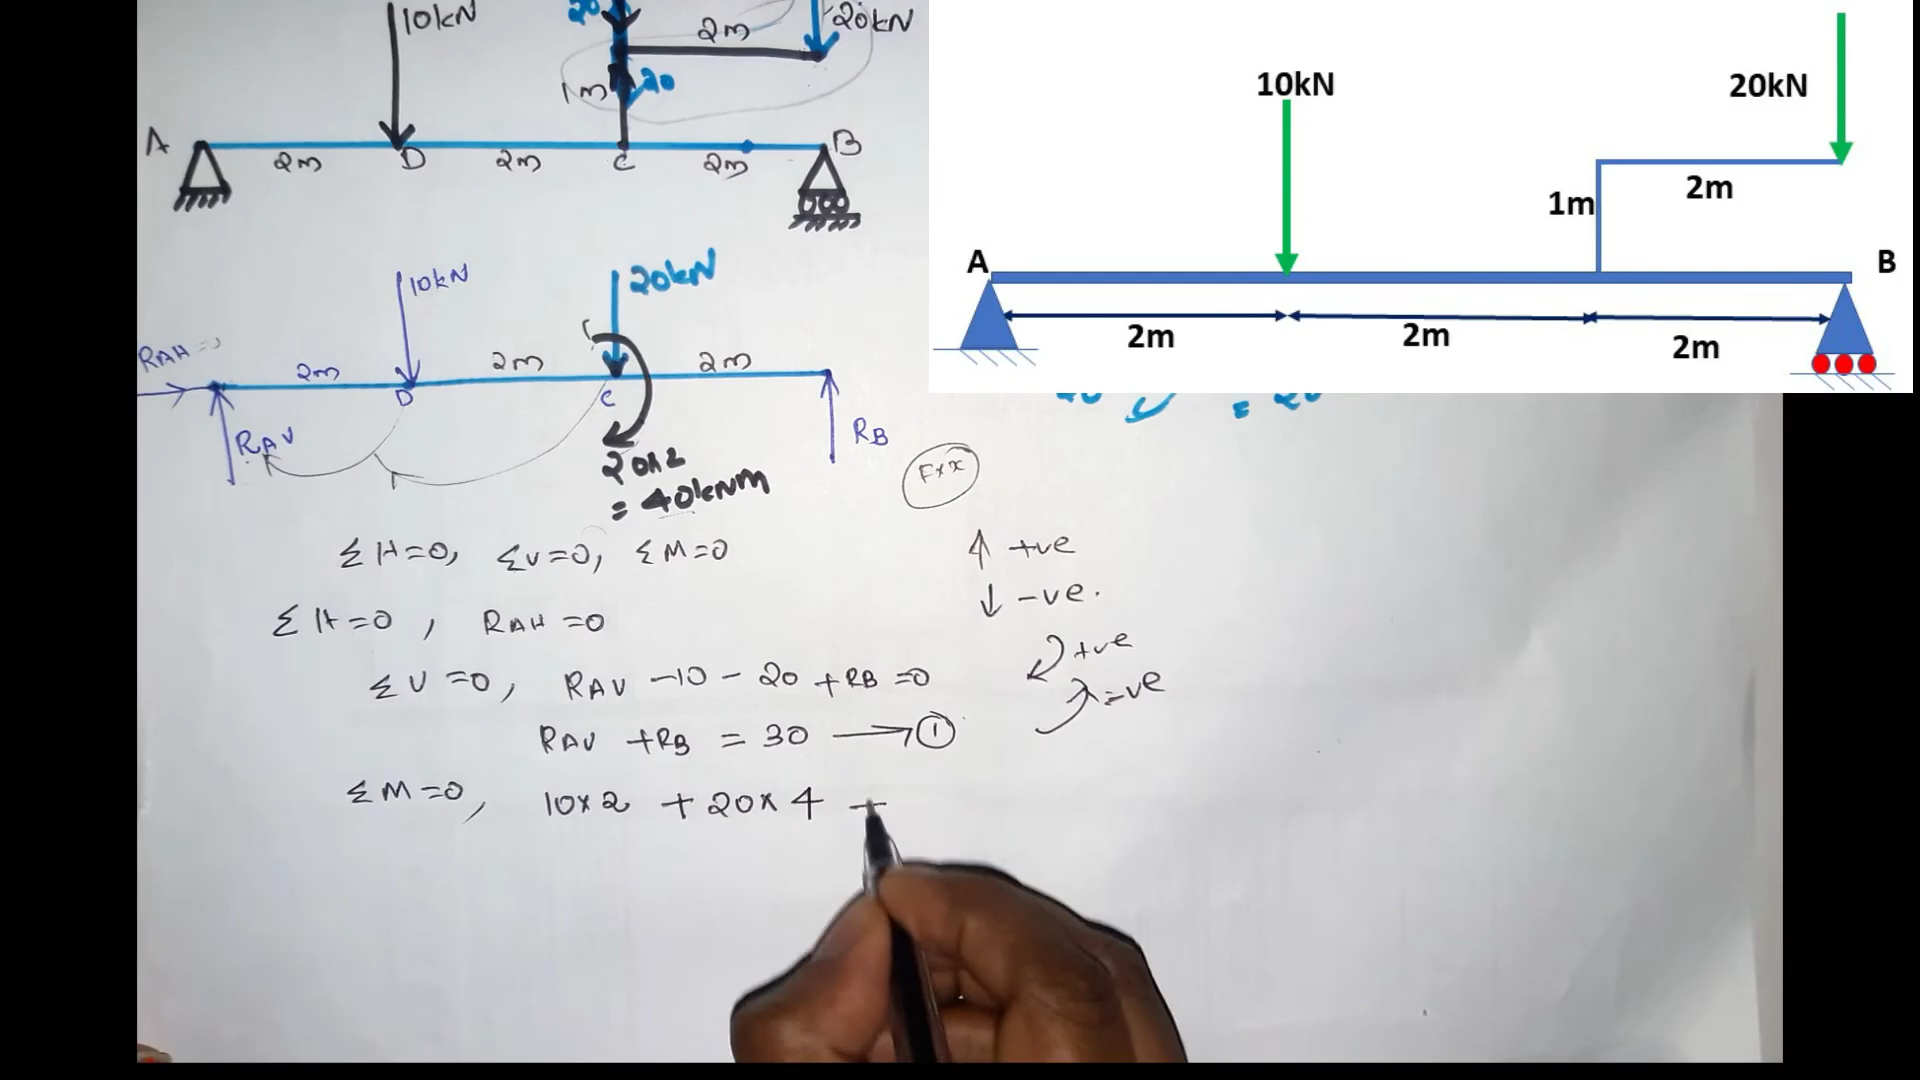 10kN
20
2m
20kN
1m
20
A
2m
D
2m
C
2m
B
10kN
20kN
RAH=0
2m
2m
2m
D
C
RAV
RB
20x2
= 40kNm
F×x
ΣH=0, ΣV=0, ΣM=0
↑ +ve
↓ -ve.
ΣH=0, RAH=0
+ve
-ve
ΣV=0, RAV -10 - 20 +RB =0
RAV +RB = 30 → 1
ΣM=0, 10×2 + 20×4 +
10kN
20kN
1m
2m
A
B
2m
2m
2m